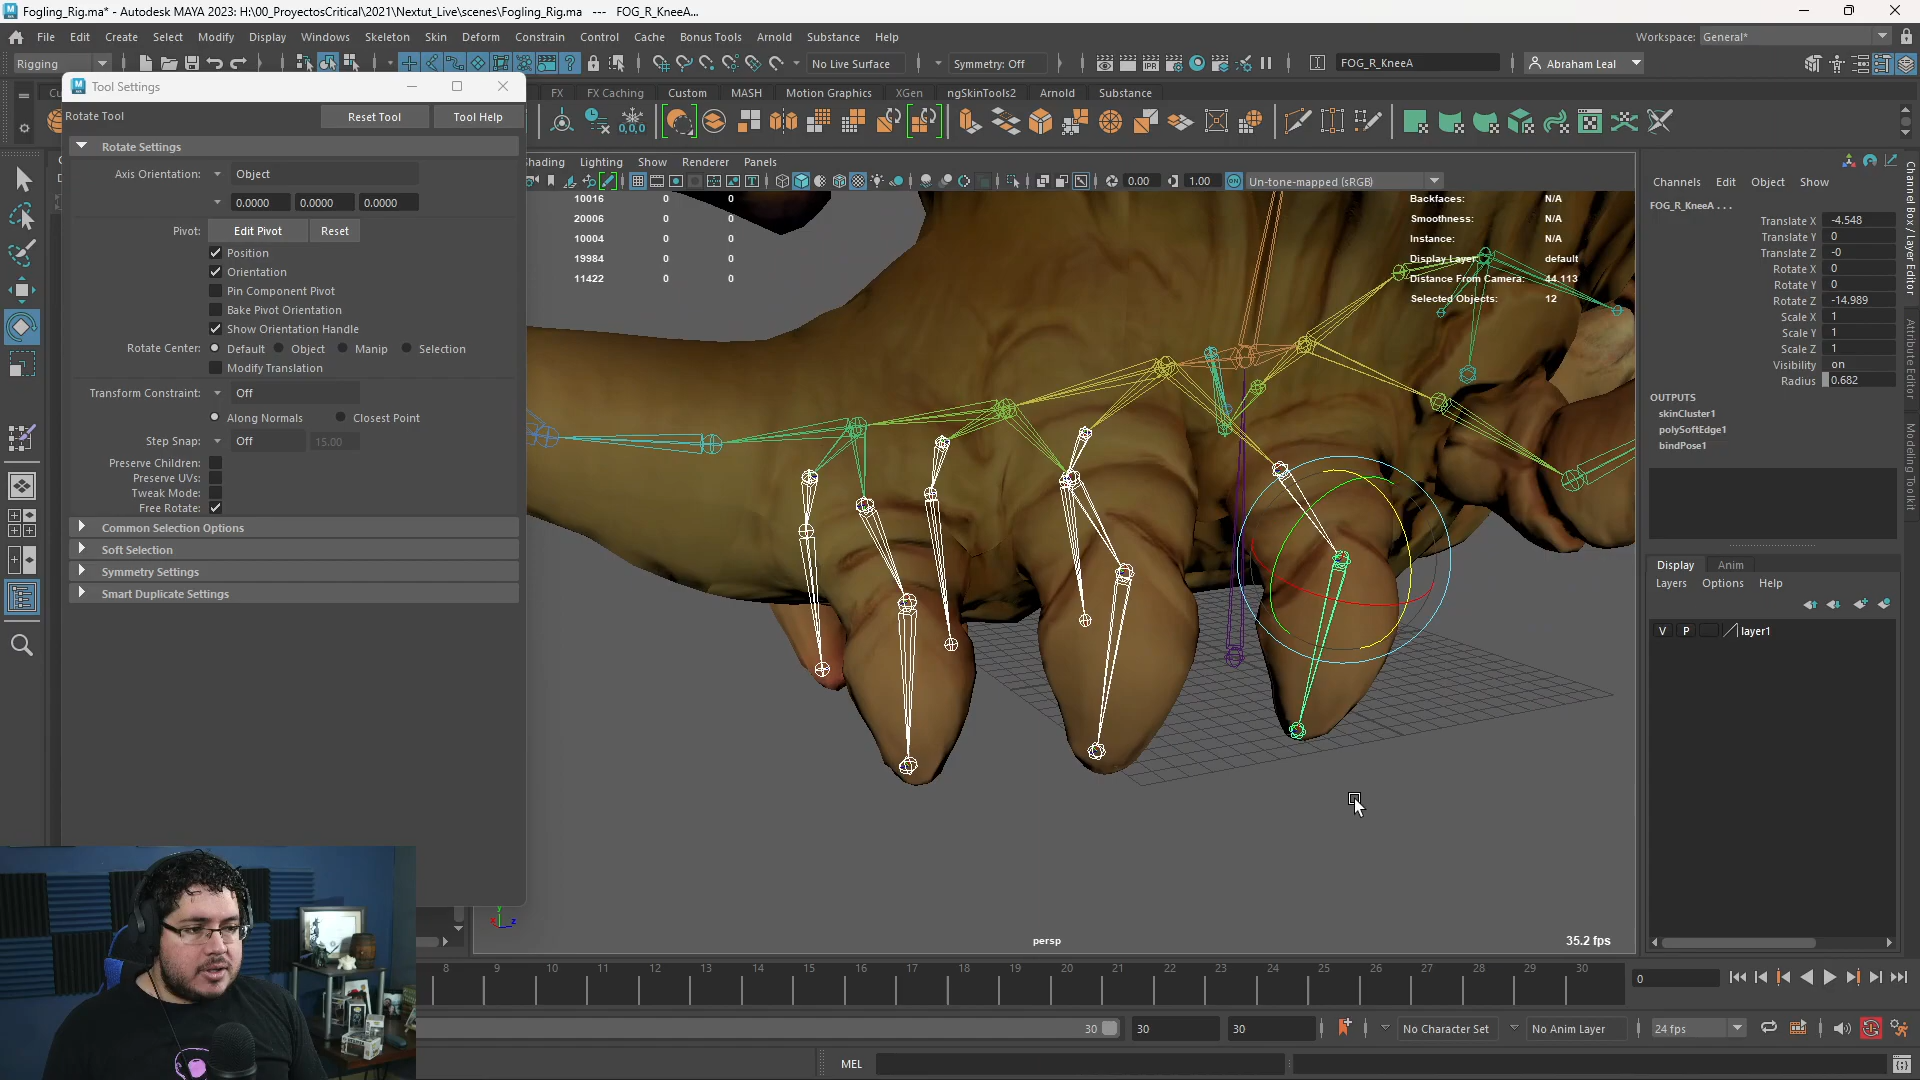 Fogling_Rig.ma* - Autodesk MAYA 2023: H:\00_ProyectosCritical\2021\Nextut_Live\scenes\Fogling_Rig.ma   ---   FOG_R_KneeA...
File Edit Create Select Modify Display Windows Skeleton Skin Deform Constrain Control Cache Bonus Tools Arnold Substance Help
Workspace: General*
Rigging
No Live Surface
Symmetry: Off
FOG_R_KneeA
Abraham Leal
Tool Settings
FX FX Caching Custom MASH Motion Graphics XGen ngSkinTools2 Arnold Substance
Rotate Tool
Reset Tool
Tool Help
Rotate Settings
Axis Orientation: Object
0.0000 0.0000 0.0000
Pivot: Edit Pivot Reset
Position
Orientation
Pin Component Pivot
Bake Pivot Orientation
Show Orientation Handle
Rotate Center: Default Object Manip Selection
Modify Translation
Transform Constraint: Off
Along Normals Closest Point
Step Snap: Off 15.00
Preserve Children:
Preserve UVs:
Tweak Mode:
Free Rotate:
Common Selection Options
Soft Selection
Symmetry Settings
Smart Duplicate Settings
hading Lighting Show Renderer Panels
0.00 1.00 Un-tone-mapped (sRGB)
10016 0 0
20006 0 0
10004 0 0
19984 0 0
11422 0 0
Backfaces: N/A
Smoothness: N/A
Instance: N/A
Display Layer: default
Distance From Camera: 44.113
Selected Objects: 12
persp
35.2 fps
Channels Edit Object Show
FOG_R_KneeA . . .
Translate X -4.548
Translate Y 0
Translate Z -0
Rotate X 0
Rotate Y 0
Rotate Z -14.989
Scale X 1
Scale Y 1
Scale Z 1
Visibility on
Radius 0.682
OUTPUTS
skinCluster1
polySoftEdge1
bindPose1
Display Anim
Layers Options Help
V P layer1
Channel Box / Layer Editor
Attribute Editor
Modeling Toolkit
8 9 10 11 12 13 14 15 16 17 18 19 20 21 22 23 24 25 26 27 28 29 30
0
30 30 30
No Character Set
No Anim Layer
24 fps
MEL